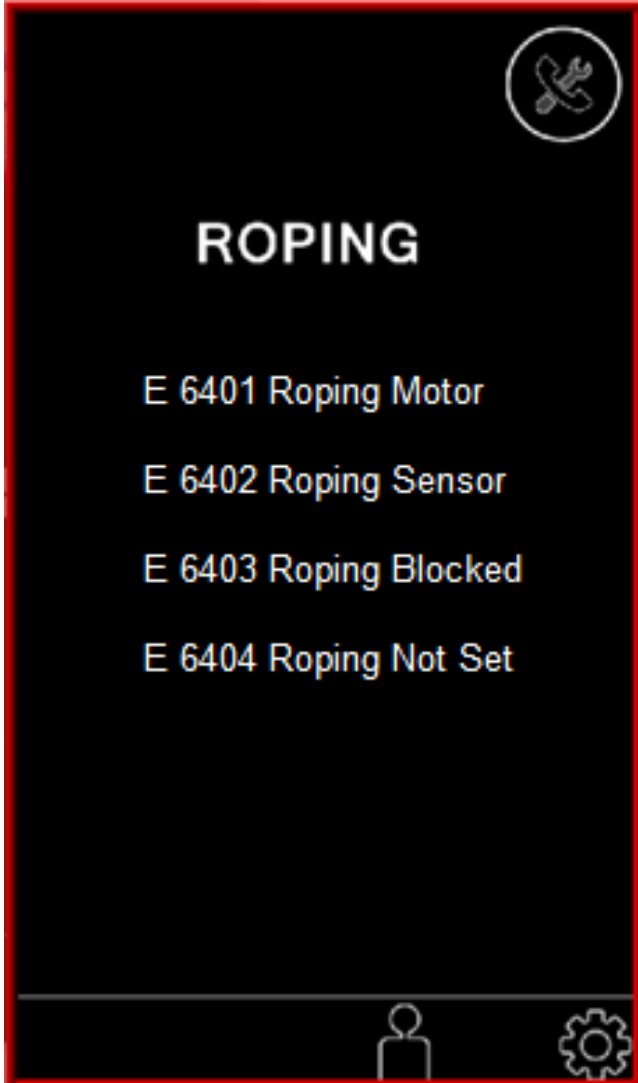 ROPING
E 6401 Roping Motor
E 6402 Roping Sensor
E 6403 Roping Blocked
E 6404 Roping Not Set